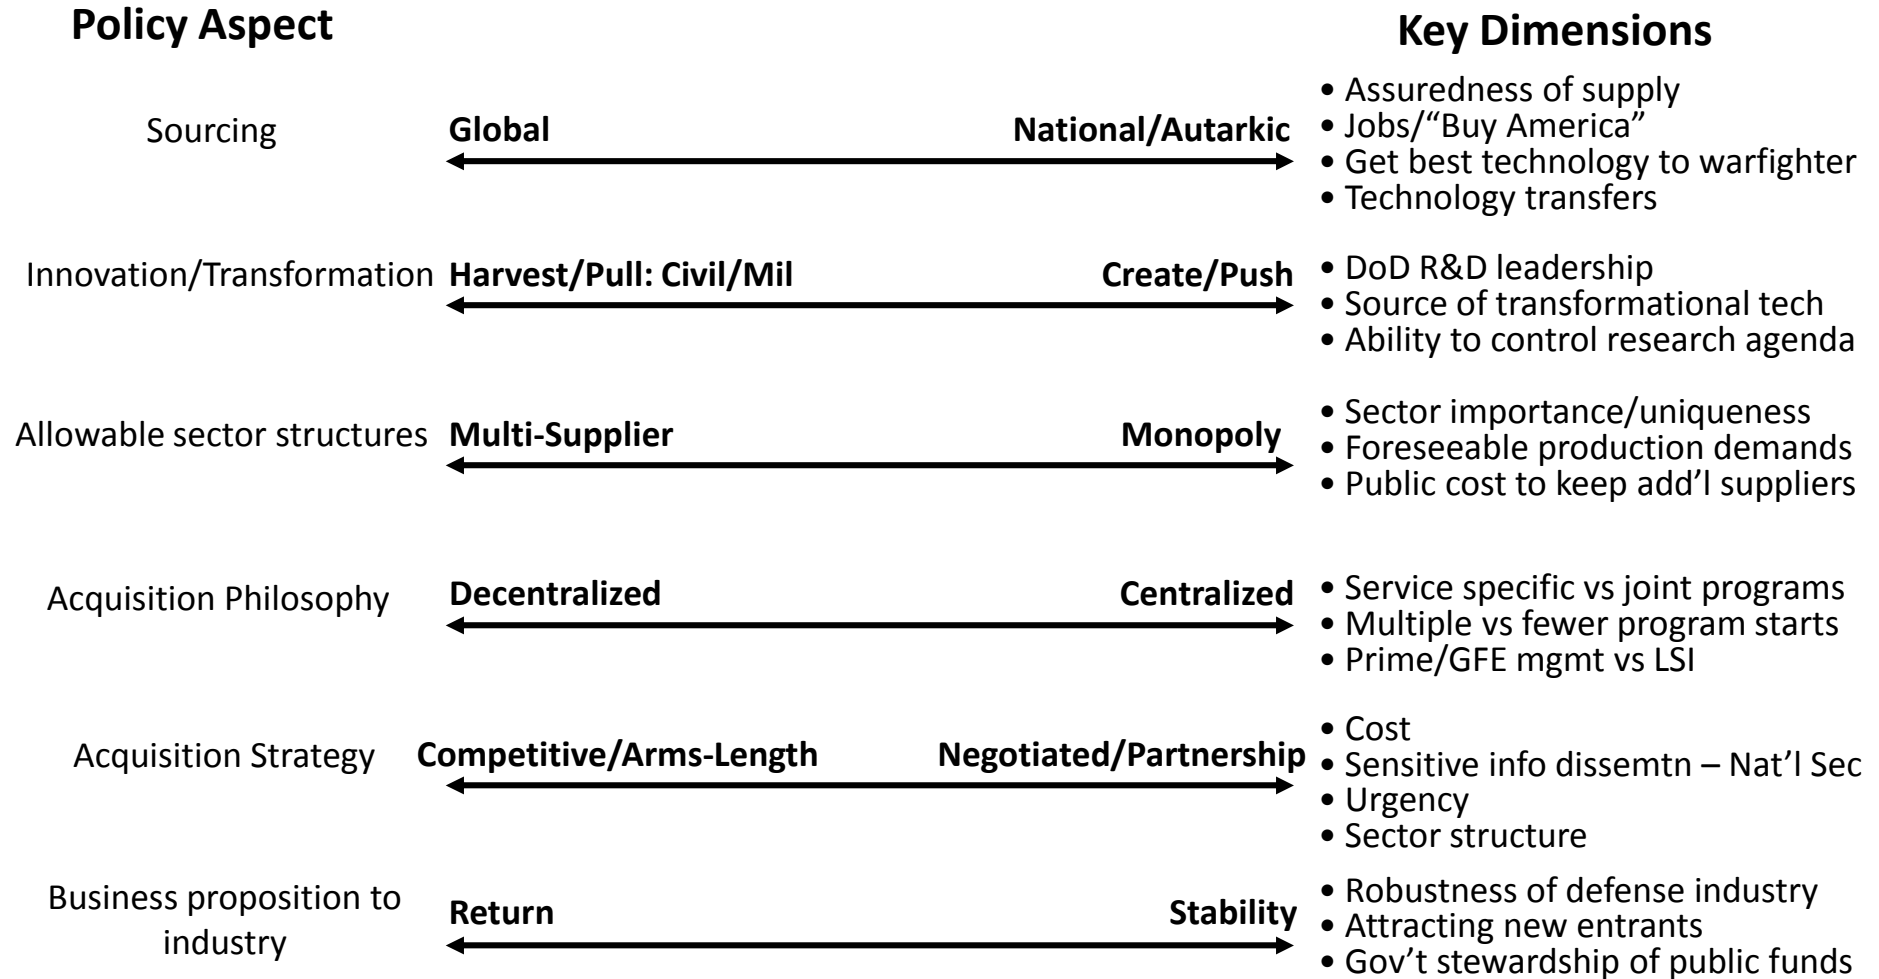 Policy Aspect
Key Dimensions
Sourcing
Global
National/Autarkic
• Assuredness of supply
• Jobs/“Buy America”
• Get best technology to warfighter
• Technology transfers
Innovation/Transformation
Harvest/Pull: Civil/Mil
Create/Push
• DoD R&D leadership
• Source of transformational tech
• Ability to control research agenda
Allowable sector structures
Multi-Supplier
Monopoly
• Sector importance/uniqueness
• Foreseeable production demands
• Public cost to keep add’l suppliers
Acquisition Philosophy
Decentralized
Centralized
• Service specific vs joint programs
• Multiple vs fewer program starts
• Prime/GFE mgmt vs LSI
Acquisition Strategy
Competitive/Arms-Length
Negotiated/Partnership
• Cost
• Sensitive info dissemtn – Nat’l Sec
• Urgency
• Sector structure
Business proposition to
industry
Return
Stability
• Robustness of defense industry
• Attracting new entrants
• Gov’t stewardship of public funds